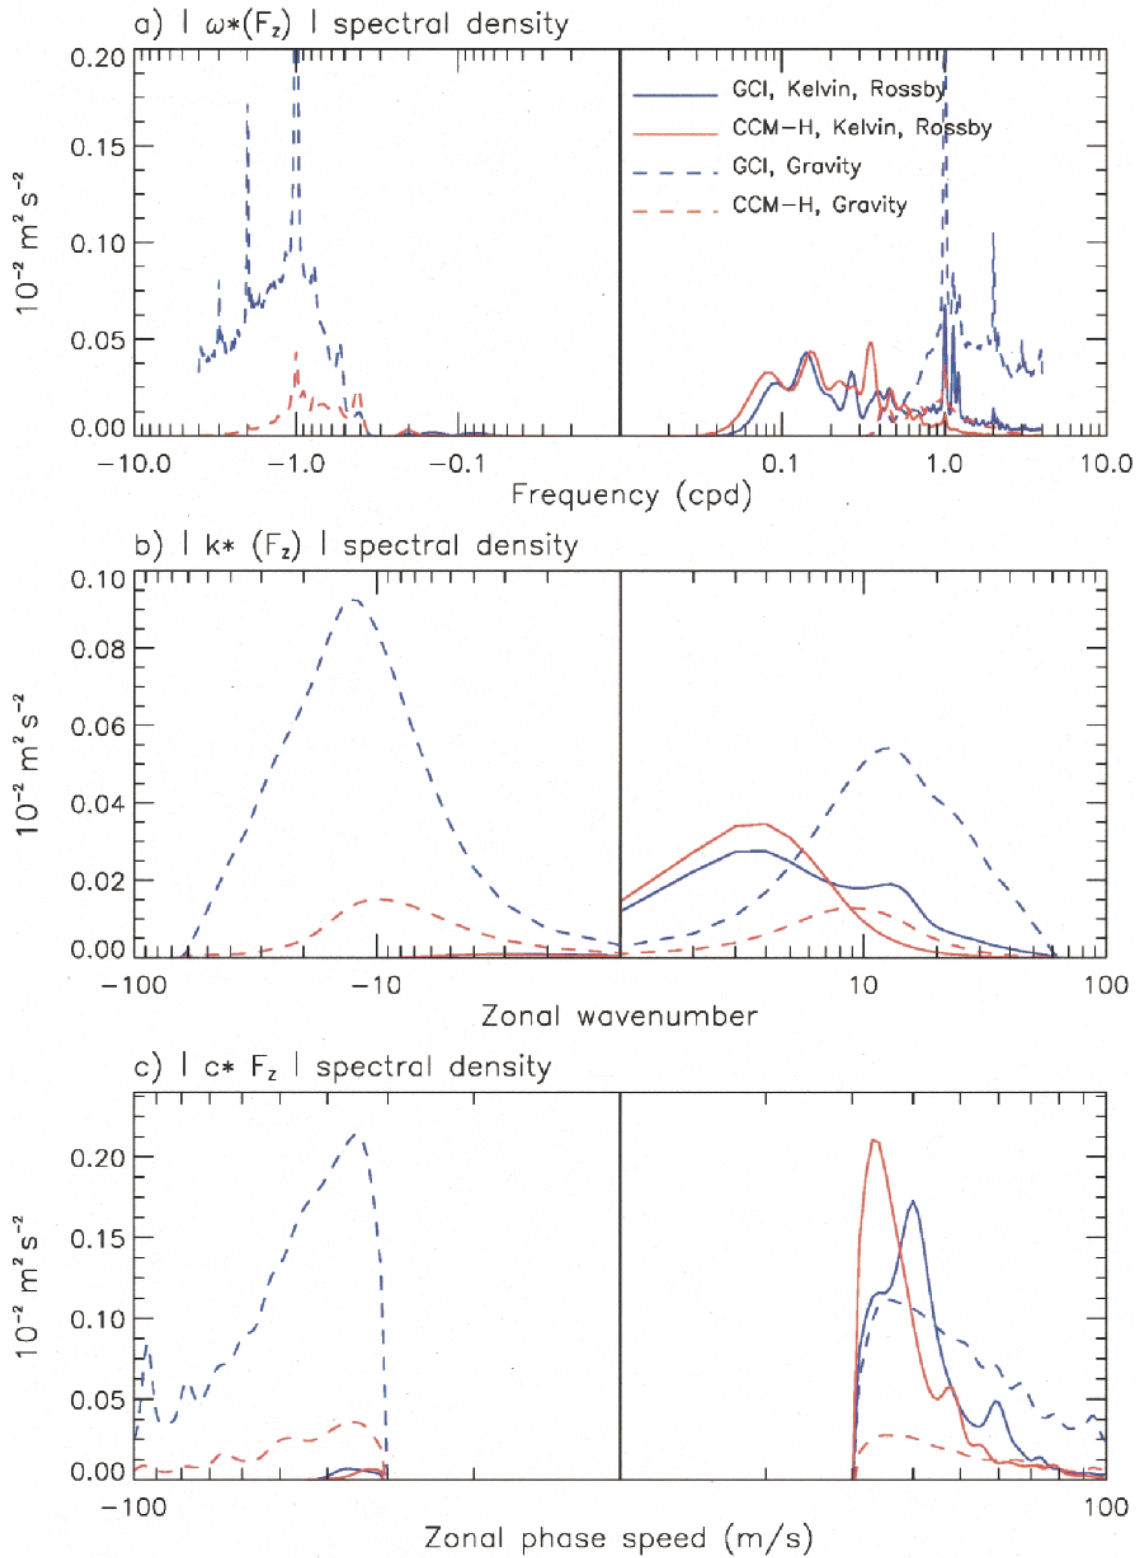 a) | ω*(F_z) | spectral density
0.20
0.15
0.10
0.05
0.00
10⁻² m² s⁻²
GCI, Kelvin, Rossby
CCM-H, Kelvin, Rossby
GCI, Gravity
CCM-H, Gravity
-10.0 -1.0 -0.1 0.1 1.0 10.0
Frequency (cpd)
b) | k* (F_z) | spectral density
0.10
0.08
0.06
0.04
0.02
0.00
10⁻² m² s⁻²
-100 -10 10 100
Zonal wavenumber
c) | c* F_z | spectral density
0.20
0.15
0.10
0.05
0.00
10⁻² m² s⁻²
-100 100
Zonal phase speed (m/s)